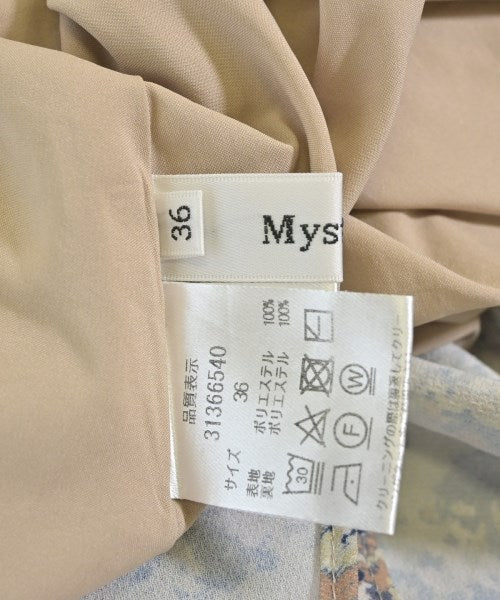 36
Myst
品質表示
31366540
サイズ 36
表地 ポリエステル 100%
裏地 ポリエステル 100%
30
F
W
クリーニングの際は裏返してクリー